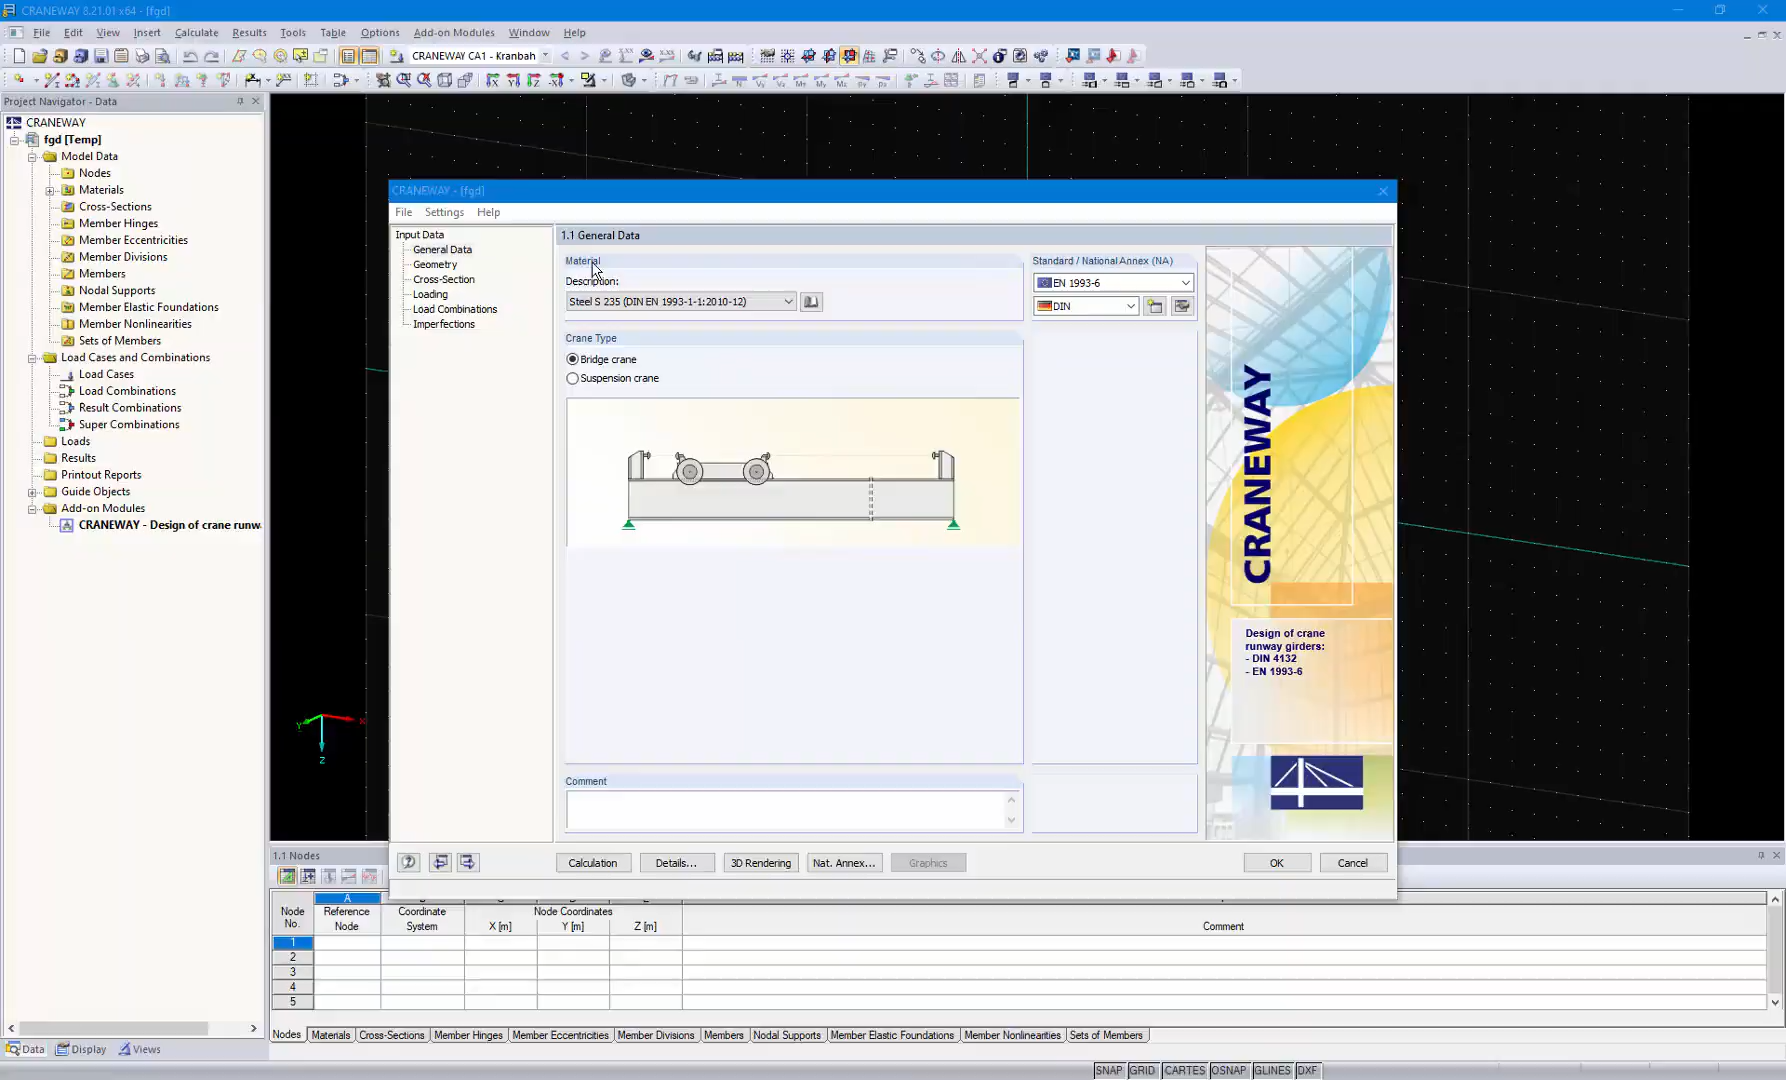 CRANEWAY 8.21.01 x64 - [fgd]
File Edit View Insert Calculate Results Tools Table Options Add-on Modules Window Help
CRANEWAY CA1 - Kranbah
Project Navigator - Data
CRANEWAY
fgd [Temp]
Model Data
Nodes
Materials
Cross-Sections
Member Hinges
Member Eccentricities
Member Divisions
Members
Nodal Supports
Member Elastic Foundations
Member Nonlinearities
Sets of Members
Load Cases and Combinations
Load Cases
Load Combinations
Result Combinations
Super Combinations
Loads
Results
Printout Reports
Guide Objects
Add-on Modules
CRANEWAY - Design of crane runw
Data Display Views
Y X
Z
CRANEWAY - [fgd]
File Settings Help
Input Data
General Data
Geometry
Cross-Section
Loading
Load Combinations
Imperfections
1.1 General Data
Material
Description:
Steel S 235 (DIN EN 1993-1-1:2010-12)
Crane Type
Bridge crane
Suspension crane
Comment
Standard / National Annex (NA)
EN 1993-6
DIN
CRANEWAY
Design of crane
runway girders:
- DIN 4132
- EN 1993-6
Calculation Details... 3D Rendering Nat. Annex... Graphics OK Cancel
1.1 Nodes
A
Node
No.
Reference
Node
Coordinate
System
Node Coordinates
X [m] Y [m] Z [m]
Comment
1
2
3
4
5
Nodes Materials Cross-Sections Member Hinges Member Eccentricities Member Divisions Members Nodal Supports Member Elastic Foundations Member Nonlinearities Sets of Members
SNAP GRID CARTES OSNAP GLINES DXF